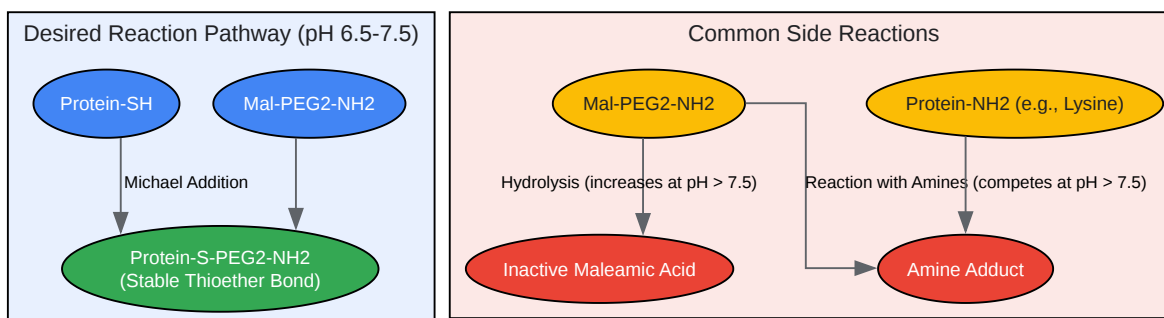 Desired Reaction Pathway (pH 6.5-7.5)
Protein-SH
Mal-PEG2-NH2
Michael Addition
Protein-S-PEG2-NH2
(Stable Thioether Bond)
Common Side Reactions
Mal-PEG2-NH2
Protein-NH2 (e.g., Lysine)
Hydrolysis (increases at pH > 7.5)
Reaction with Amines (competes at pH > 7.5)
Inactive Maleamic Acid
Amine Adduct